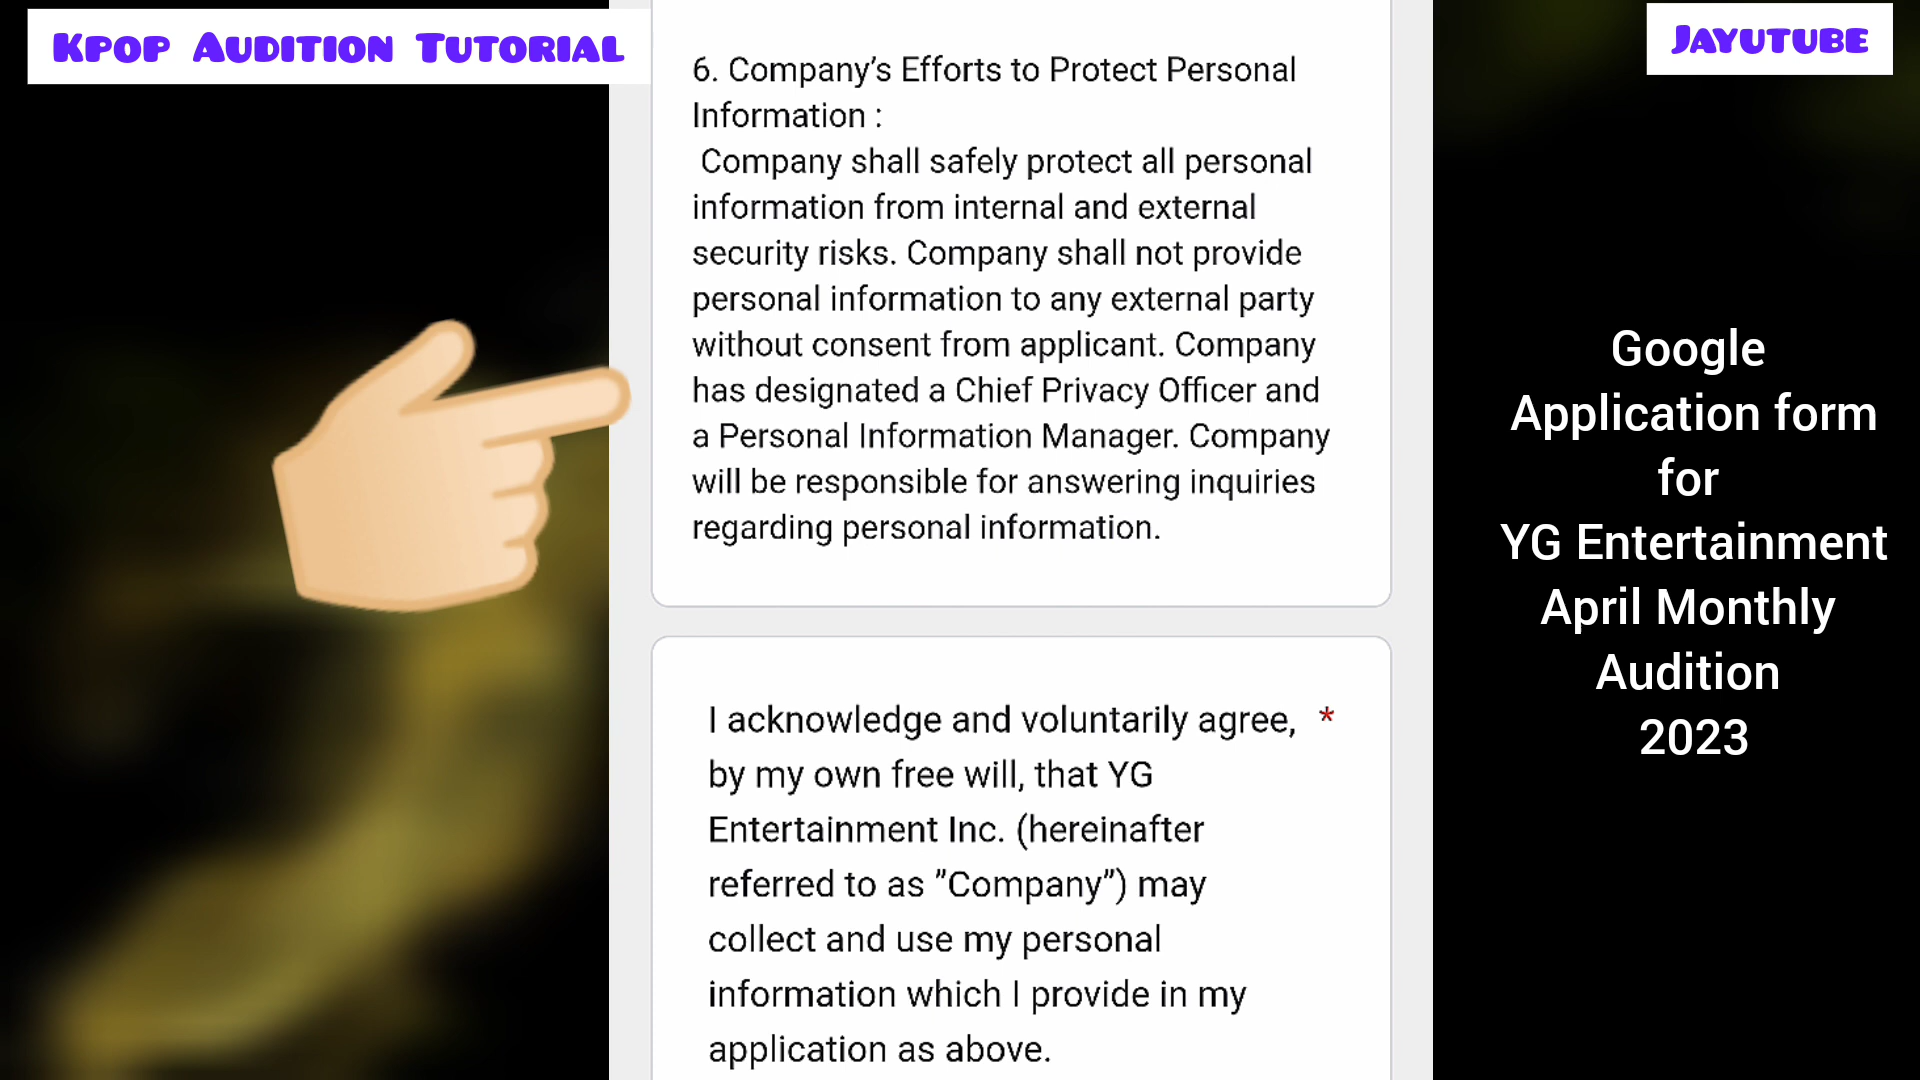 Kpop Audition Tutorial
Jayutube
6. Company’s Efforts to Protect Personal
Information :
Company shall safely protect all personal
information from internal and external
security risks. Company shall not provide
personal information to any external party
without consent from applicant. Company
has designated a Chief Privacy Officer and
a Personal Information Manager. Company
will be responsible for answering inquiries
regarding personal information.
I acknowledge and voluntarily agree, *
by my own free will, that YG
Entertainment Inc. (hereinafter
referred to as ”Company”) may
collect and use my personal
information which I provide in my
application as above.
Google
Application form
for
YG Entertainment
April Monthly
Audition
2023